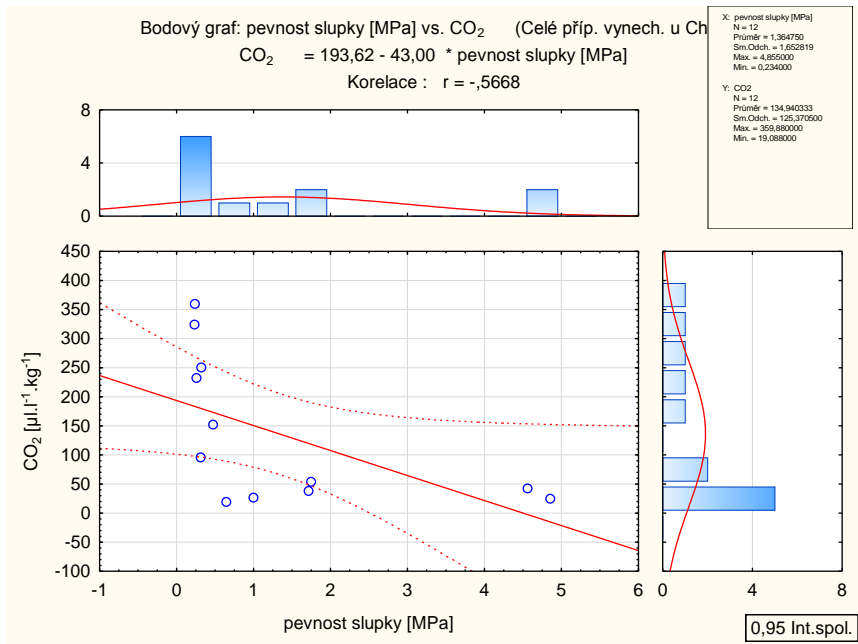 Bodový graf: pevnost slupky [MPa] vs. CO2 (Celé příp. vynech. u Ch
CO2 = 193,62 - 43,00 * pevnost slupky [MPa]
Korelace : r = -,5668
X: pevnost slupky [MPa]
N = 12
Průměr = 1,364750
Sm.Odch. = 1,652819
Max. = 4,855000
Min. = 0,234000
Y: CO2
N = 12
Průměr = 134,940333
Sm.Odch. = 125,370500
Max. = 359,880000
Min. = 19,088000
8
4
0
450
400
350
300
250
200
150
100
50
0
-50
-100
CO2 [µl.l-1.kg-1]
-1 0 1 2 3 4 5 6
pevnost slupky [MPa]
0 4 8
0,95 Int.spol.